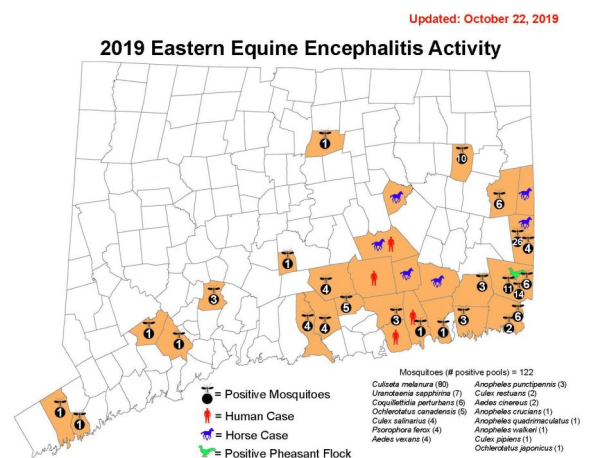 Updated: October 22, 2019
2019 Eastern Equine Encephalitis Activity
1
10
6
26
4
1
4
3
11
6
14
3
5
4
4
3
1
1
3
6
2
1
1
1
1
Mosquitoes (# positive pools) = 122
Culiseta melanura (80)
Uranotaenia sapphirina (7)
Coquillettidia perturbans (6)
Ochlerotatus canadensis (5)
Culex salinarius (4)
Psorophora ferox (4)
Aedes vexans (4)
Anopheles punctipennis (3)
Culex restuans (2)
Aedes cinereus (2)
Anopheles crucians (1)
Anopheles quadrimaculatus (1)
Anopheles walkeri (1)
Culex pipiens (1)
Ochlerotatus japonicus (1)
= Positive Mosquitoes
= Human Case
= Horse Case
= Positive Pheasant Flock